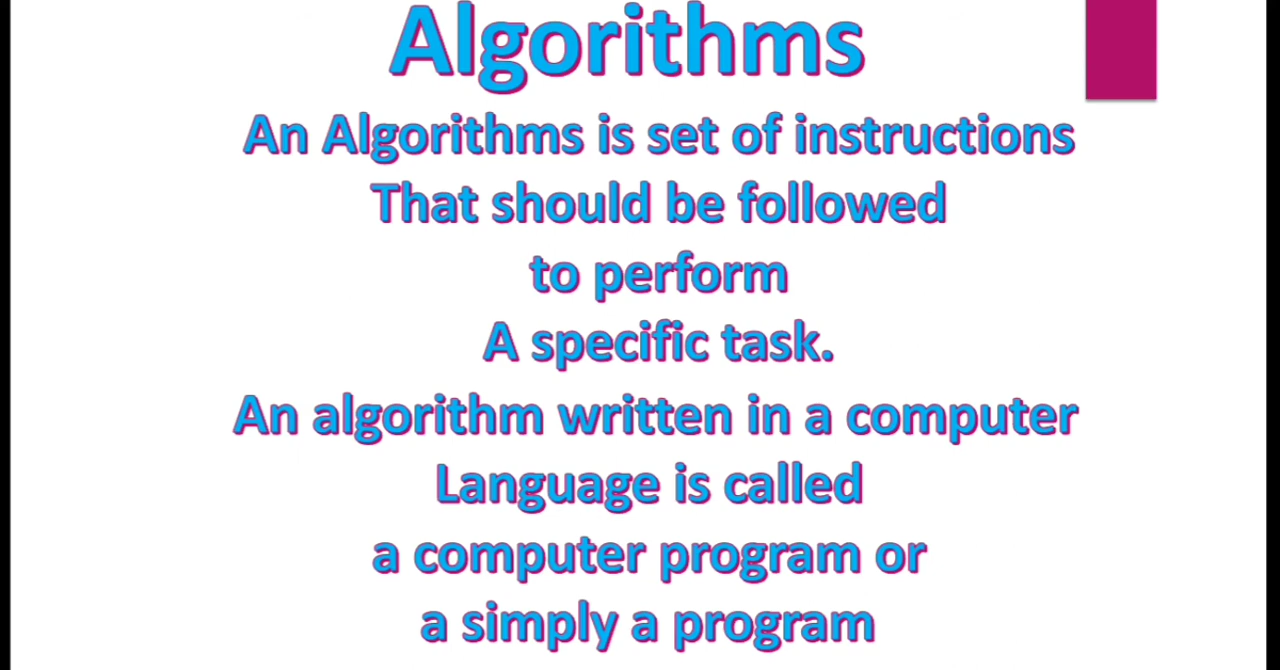 Algorithms
An Algorithms is set of instructions
That should be followed
to perform
A specific task.
An algorithm written in a computer
Language is called
a computer program or
a simply a program